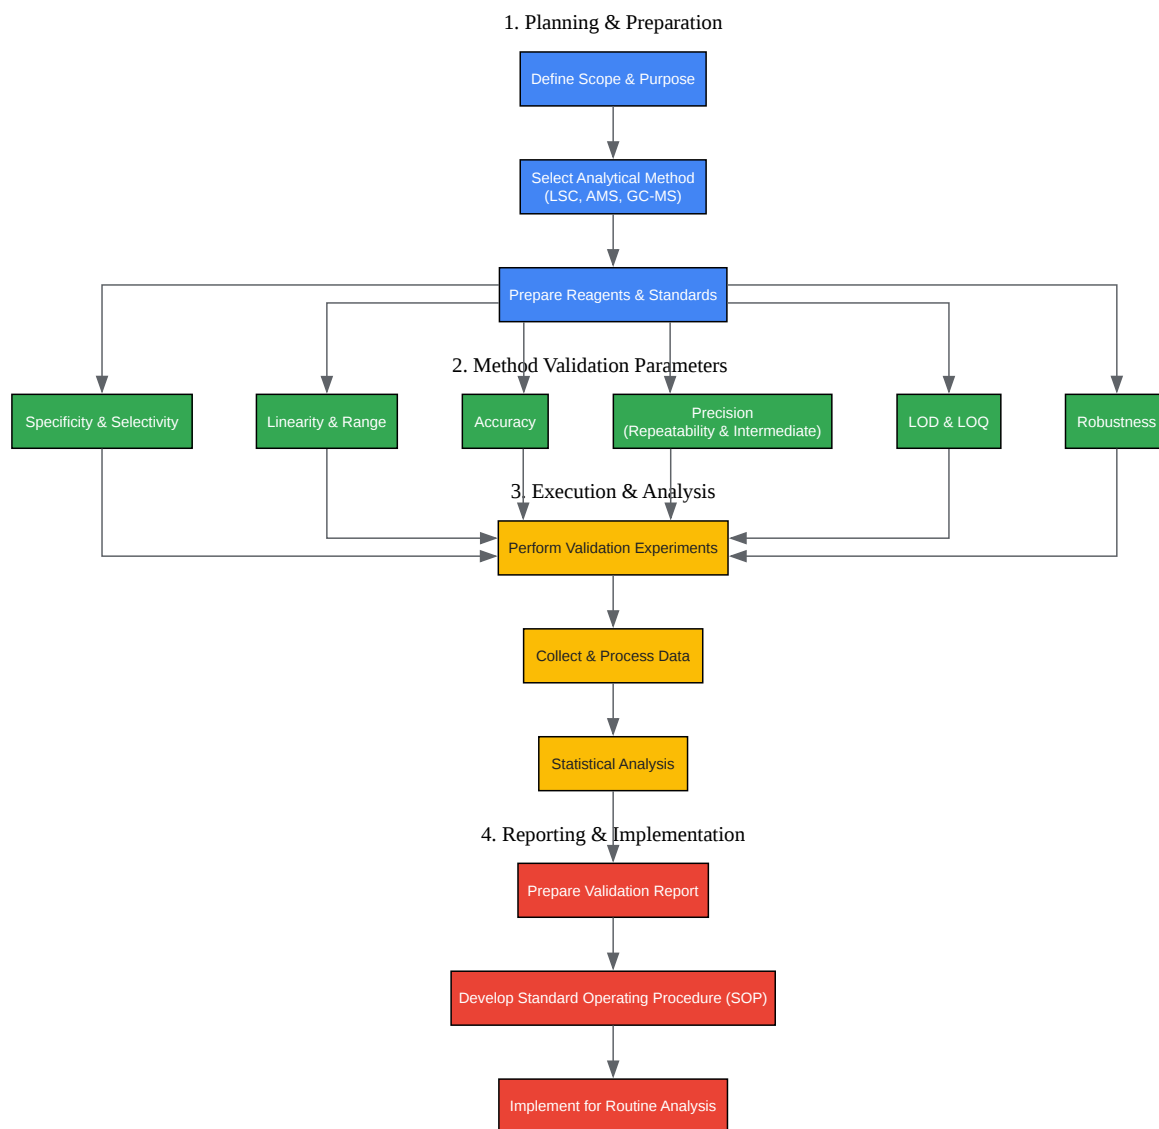 1. Planning & Preparation
Define Scope & Purpose
Select Analytical Method
(LSC, AMS, GC-MS)
Prepare Reagents & Standards
2. Method Validation Parameters
Specificity & Selectivity
Linearity & Range
Accuracy
Precision
(Repeatability & Intermediate)
LOD & LOQ
Robustness
3. Execution & Analysis
Perform Validation Experiments
Collect & Process Data
Statistical Analysis
4. Reporting & Implementation
Prepare Validation Report
Develop Standard Operating Procedure (SOP)
Implement for Routine Analysis